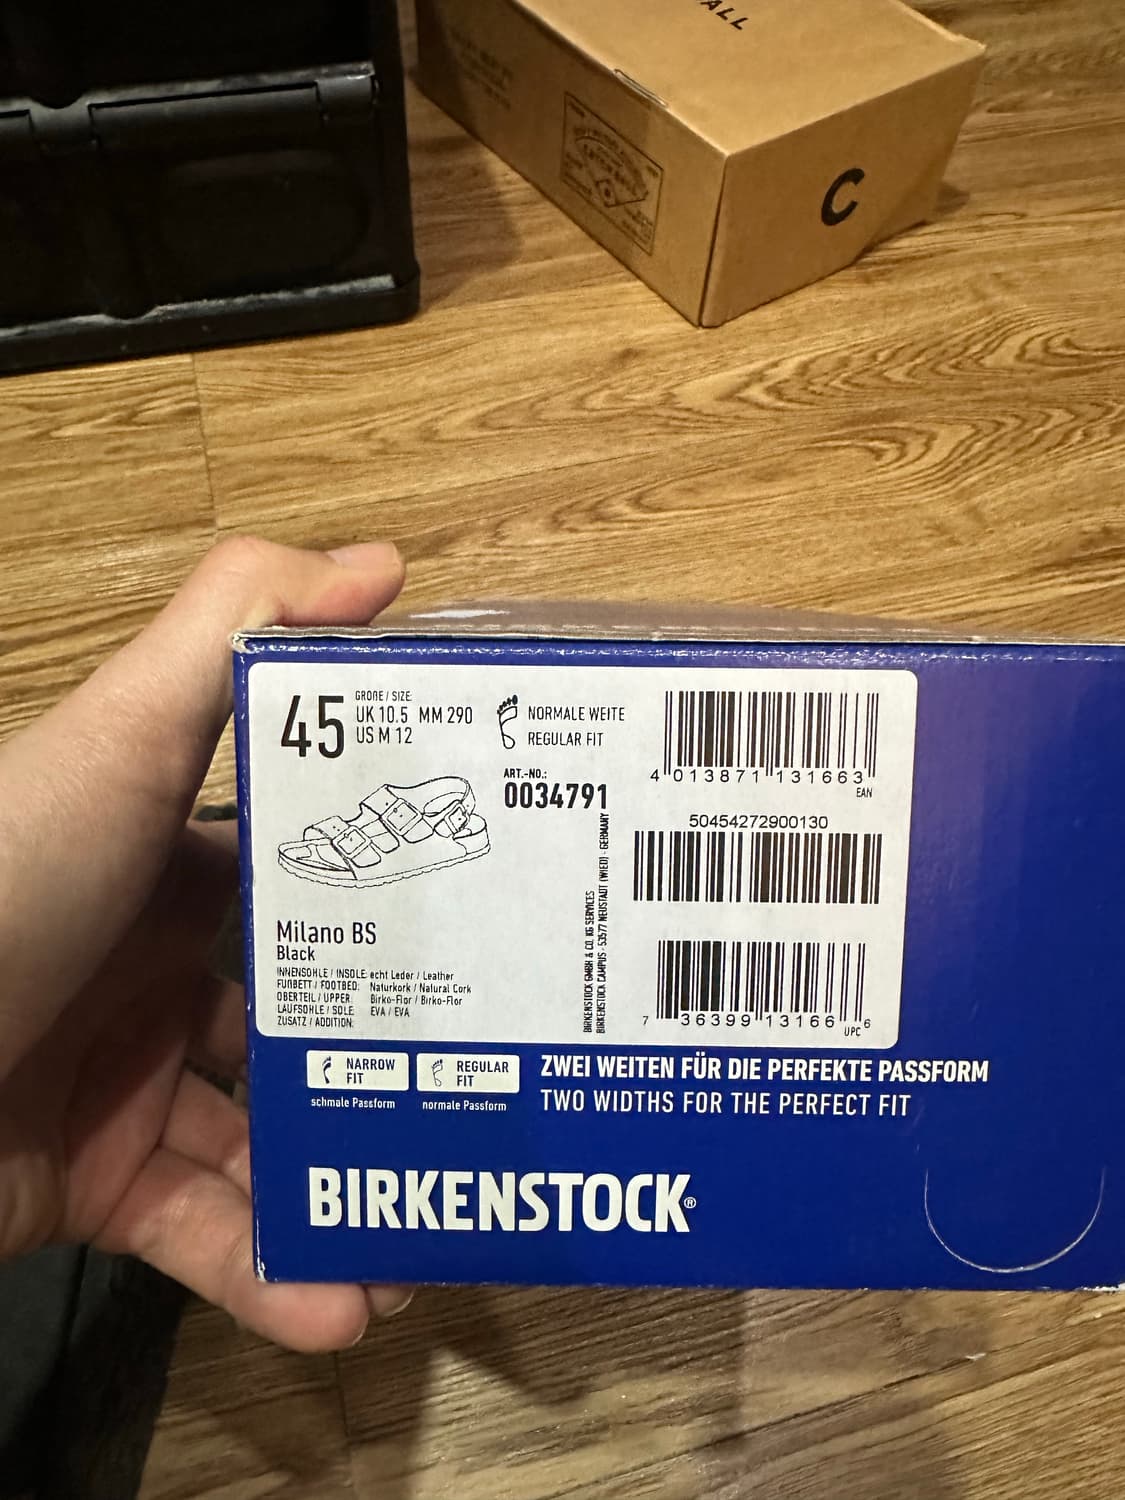 ALL
C
45
GRÖßE / SIZE:
UK 10.5 MM 290
US M 12
NORMALE WEITE
REGULAR FIT
ART.-NO.:
0034791
4 013871 131663
EAN
50454272900130
7 36399 13166 6
UPC
BIRKENSTOCK GMBH & CO. KG SERVICES
BIRKENSTOCK CAMPUS - 53577 NEUSTADT (WIED) - GERMANY
Milano BS
Black
INNENSOHLE / INSOLE: echt Leder / Leather
FUßBETT / FOOTBED: Naturkork / Natural Cork
OBERTEIL / UPPER: Birko-Flor / Birko-Flor
LAUFSOHLE / SOLE: EVA / EVA
ZUSATZ / ADDITION:
NARROW
FIT
schmale Passform
REGULAR
FIT
normale Passform
ZWEI WEITEN FÜR DIE PERFEKTE PASSFORM
TWO WIDTHS FOR THE PERFECT FIT
BIRKENSTOCK®